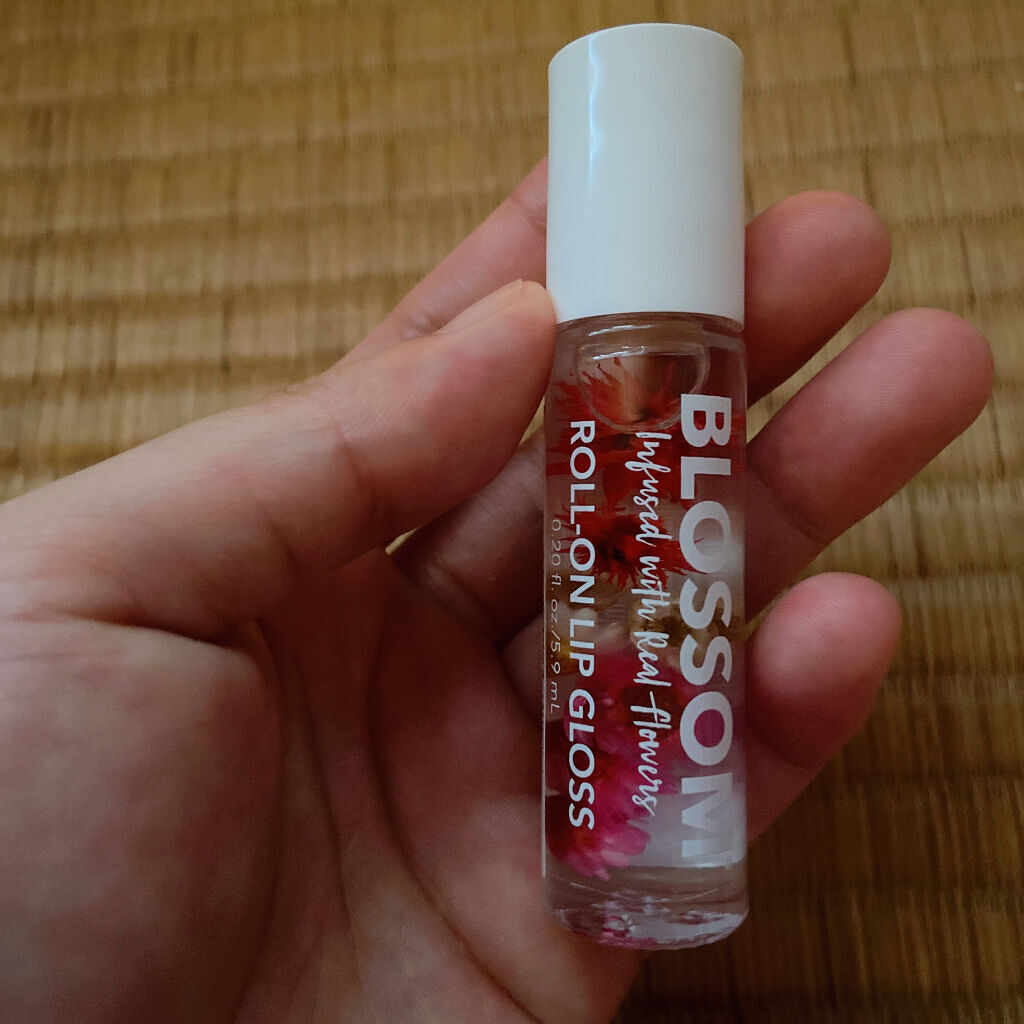 BLOSSOM
Infused with Real flowers
ROLL-ON LIP GLOSS
0.20 fl. oz./5.9 mL